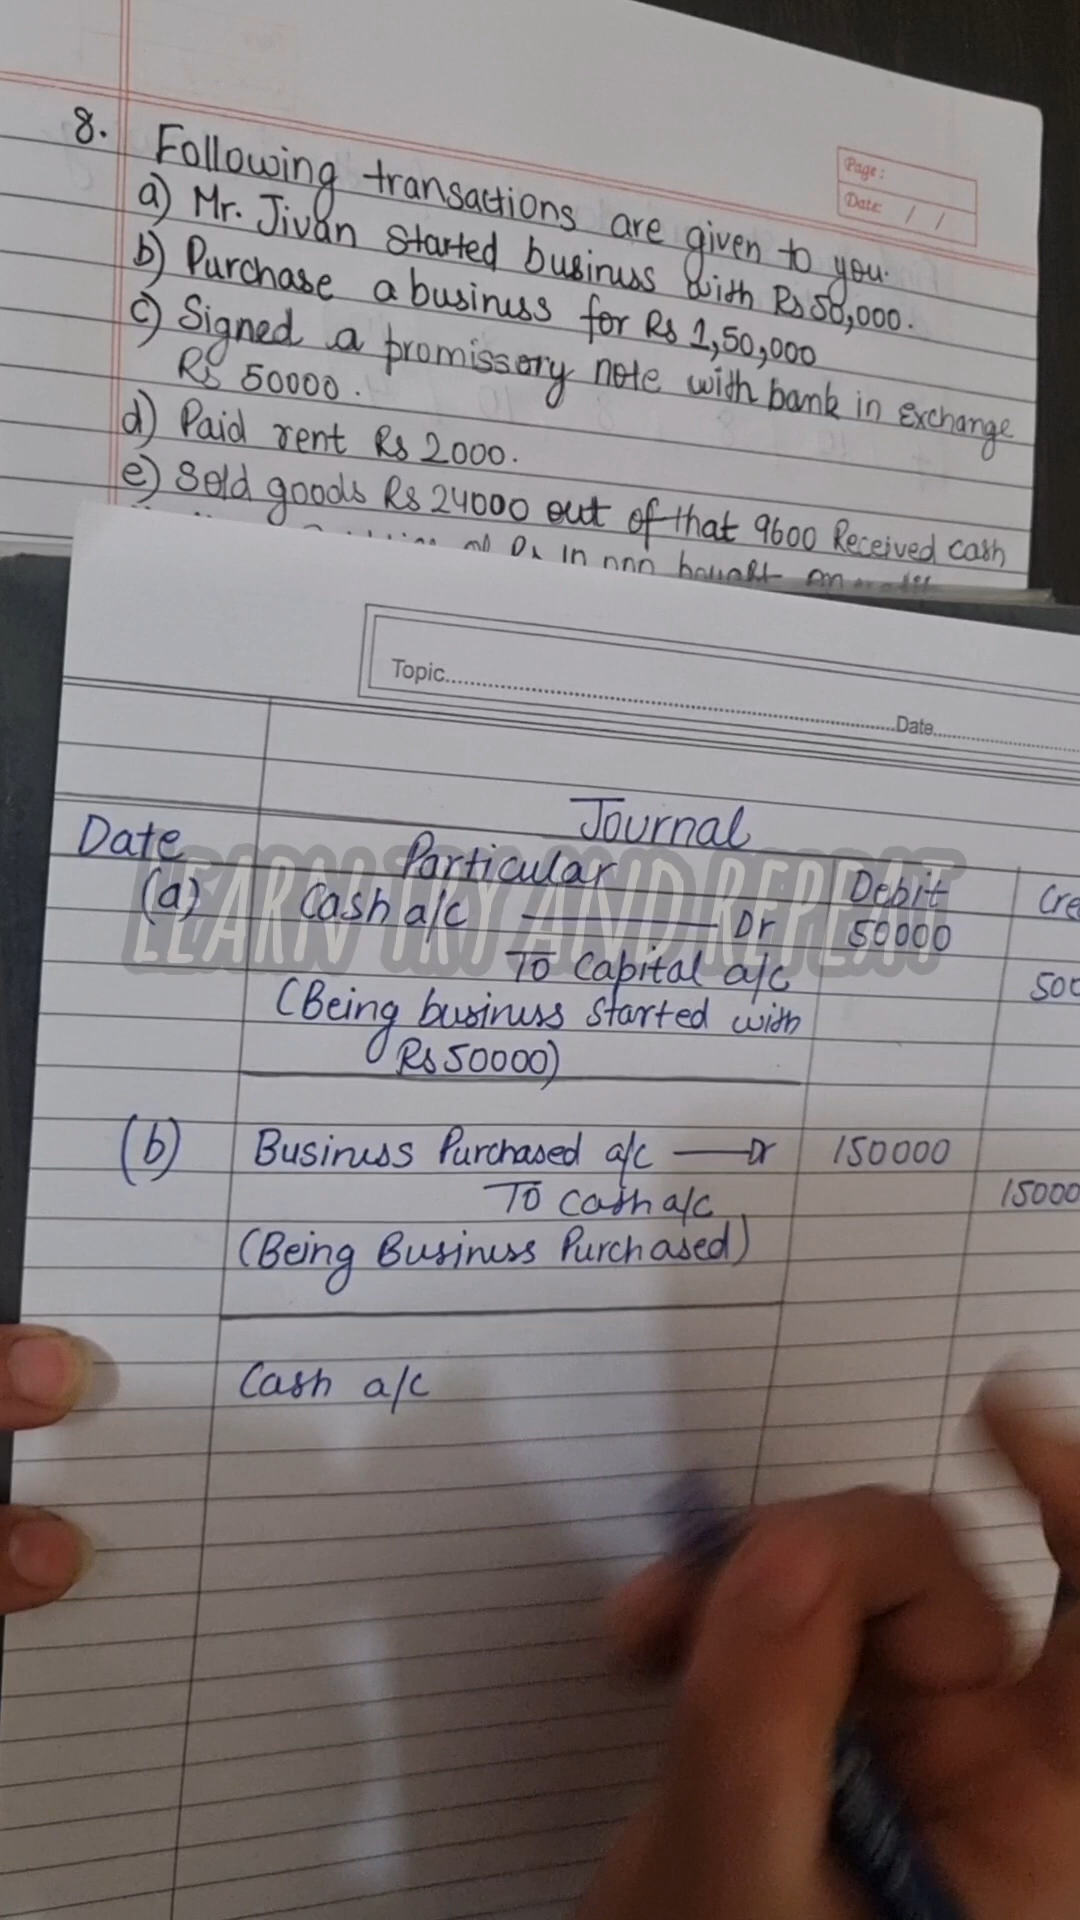 Page:
Date: / /
8. Following transactions are given to you.
a) Mr. Jivan started business with Rs 50,000.
b) Purchase a business for Rs 1,50,000
c) Signed a promissory note with bank in exchange
Rs 50000.
d) Paid rent Rs 2000.
e) Sold goods Rs 24000 out of that 9600 Received cash
bought on
Topic
Date
Journal
Date Particular Debit Cre
LEARN TRY AND REPEAT
(a) Cash a/c Dr 50000
To Capital a/c 500
(Being business started with
Rs 50000)
(b) Business Purchased a/c Dr 150000
To Cash a/c 15000
(Being Business Purchased)
Cash a/c